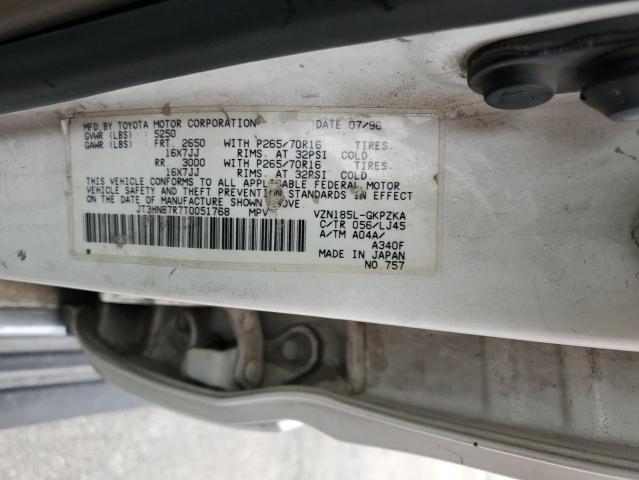 MFD BY TOYOTA MOTOR CORPORATION DATE 07/96
GVWR (LBS) 5250
GAWR (LBS) FRT. 2650 WITH P265/70R16 TIRES.
16X7JJ RIMS. AT 32PSI COLD.
RR. 3000 WITH P265/70R16 TIRES.
16X7JJ RIMS. AT 32PSI COLD.
THIS VEHICLE CONFORMS TO ALL APPLICABLE FEDERAL MOTOR
VEHICLE SAFETY AND THEFT PREVENTION STANDARDS IN EFFECT
ON THE DATE OF MANUFACTURE SHOWN ABOVE.
JT3HN87R7T0051768 MPV VZN185L-GKPZKA
C/TR 056/LJ45
A/TM A04A/
A340F
MADE IN JAPAN
NO.757